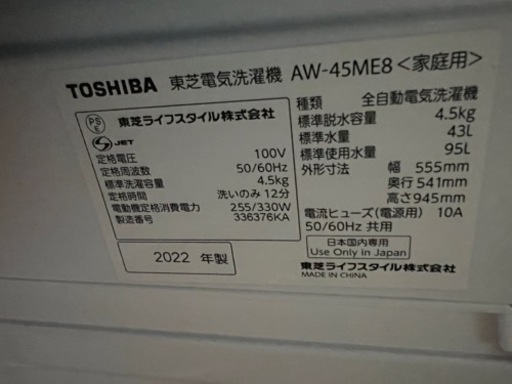 TOSHIBA 東芝電気洗濯機 AW-45ME8<家庭用>
PSE
東芝ライフスタイル株式会社
JET
定格電圧 100V
定格周波数 50/60Hz
標準洗濯容量 4.5kg
定格時間 洗いのみ 12分
電動機定格消費電力 255/330W
製造番号 336376KA
2022 年製
種類 全自動電気洗濯機
標準脱水容量 4.5kg
標準水量 43L
標準使用水量 95L
外形寸法 幅 555mm
奥行 541mm
高さ 945mm
電流ヒューズ(電源用) 10A
50/60Hz 共用
日本国内専用
Use Only in Japan
東芝ライフスタイル株式会社
MADE IN CHINA